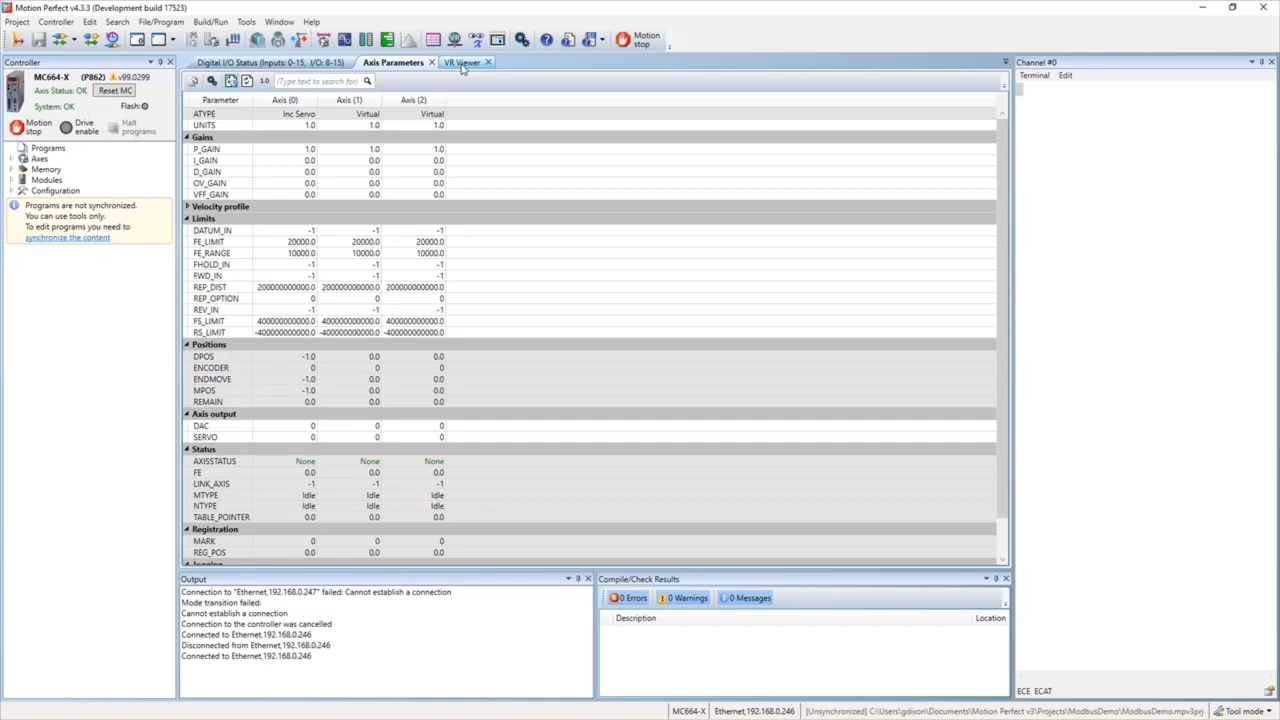 Motion Perfect v4.3.3 (Development build 17523)
Project Controller Edit Search File/Program Build/Run Tools Window Help
Motion stop
Controller
MC664-X (P862) v99.0299
Axis Status: OK Reset MC
System: OK Flash:
Motion stop Drive enable Halt programs
Programs
Axes
Memory
Modules
Configuration
Programs are not synchronized.
You can use tools only.
To edit programs you need to
synchronize the content
Digital I/O Status (Inputs: 0-15, I/O: 8-15) Axis Parameters VR Viewer
1.0 (Type text to search for)
Parameter Axis (0) Axis (1) Axis (2)
ATYPE Inc Servo Virtual Virtual
UNITS 1.0 1.0 1.0
Gains
P_GAIN 1.0 1.0 1.0
I_GAIN 0.0 0.0 0.0
D_GAIN 0.0 0.0 0.0
OV_GAIN 0.0 0.0 0.0
VFF_GAIN 0.0 0.0 0.0
Velocity profile
Limits
DATUM_IN -1 -1 -1
FE_LIMIT 20000.0 20000.0 20000.0
FE_RANGE 10000.0 10000.0 10000.0
FHOLD_IN -1 -1 -1
FWD_IN -1 -1 -1
REP_DIST 200000000000.0 200000000000.0 200000000000.0
REP_OPTION 0 0 0
REV_IN -1 -1 -1
FS_LIMIT 400000000000.0 400000000000.0 400000000000.0
RS_LIMIT -400000000000.0 -400000000000.0 -400000000000.0
Positions
DPOS -1.0 0.0 0.0
ENCODER 0 0 0
ENDMOVE -1.0 0.0 0.0
MPOS -1.0 0.0 0.0
REMAIN 0.0 0.0 0.0
Axis output
DAC 0 0 0
SERVO 0 0 0
Status
AXISSTATUS None None None
FE 0.0 0.0 0.0
LINK_AXIS -1 -1 -1
MTYPE Idle Idle Idle
NTYPE Idle Idle Idle
TABLE_POINTER 0.0 0.0 0.0
Registration
MARK 0 0 0
REG_POS 0.0 0.0 0.0
Output
Connection to "Ethernet,192.168.0.247" failed: Cannot establish a connection
Mode transition failed:
Cannot establish a connection
Connection to the controller was cancelled
Connected to Ethernet,192.168.0.246
Disconnected from Ethernet,192.168.0.246
Connected to Ethernet,192.168.0.246
Compile/Check Results
0 Errors 0 Warnings 0 Messages
Description Location
Channel #0
Terminal Edit
ECE ECAT
MC664-X Ethernet,192.168.0.246 [Unsynchronized] C:\Users\gdixon\Documents\Motion Perfect v3\Projects\ModbusDemo\ModbusDemo.mpv3prj Tool mode